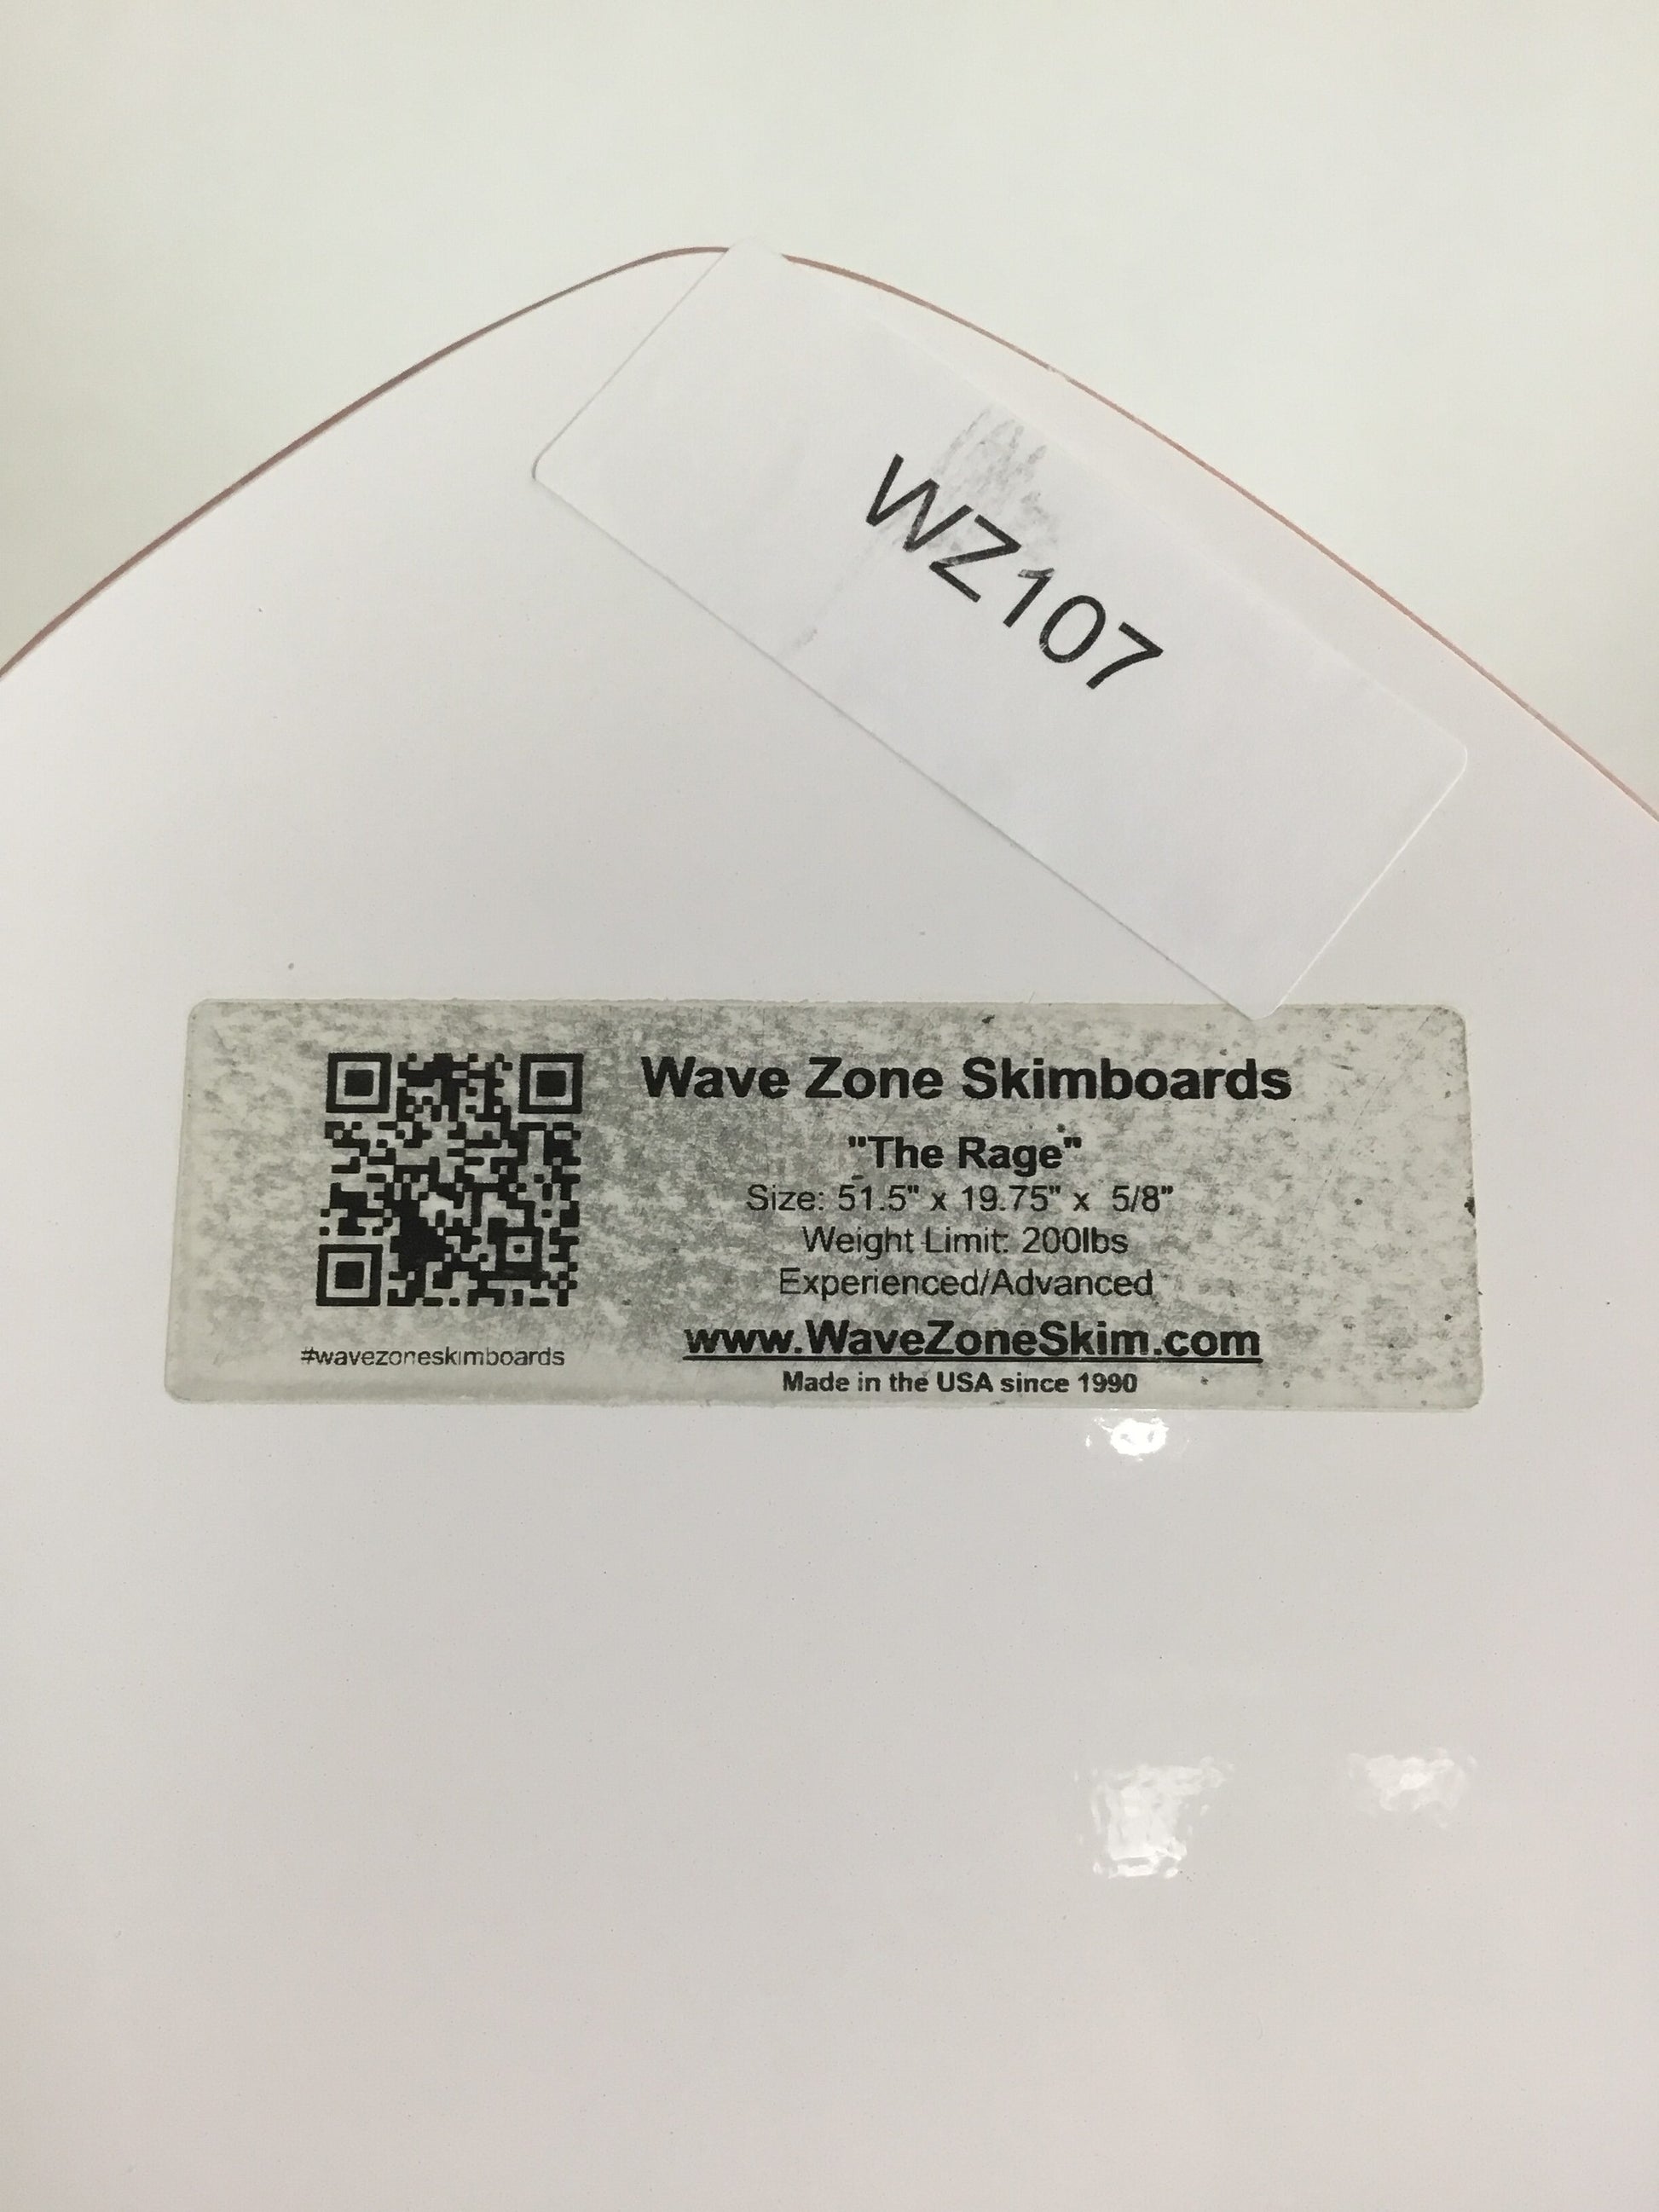 WZ107
Wave Zone Skimboards
"The Rage"
Size: 51.5" x 19.75" x 5/8"
Weight Limit: 200lbs
Experienced/Advanced
www.WaveZoneSkim.com
Made in the USA since 1990
#wavezoneskimboards